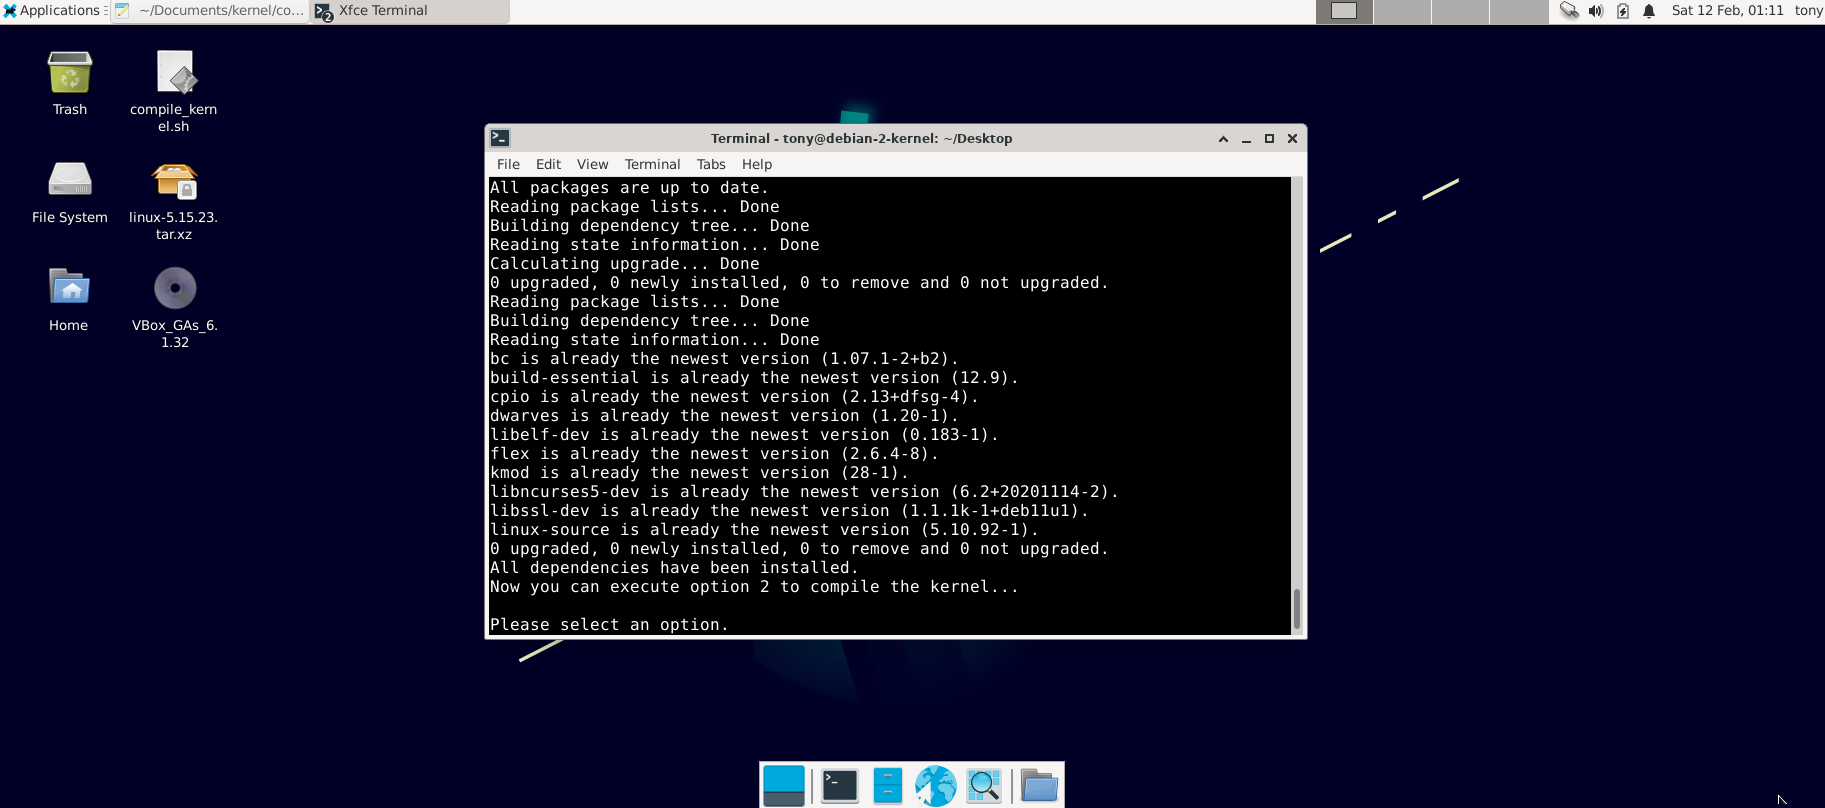 Applications
~/Documents/kernel/co...
2
Xfce Terminal
Sat 12 Feb, 01:11
tony
Trash
compile_kern
el.sh
File System
linux-5.15.23.
tar.xz
Home
VBox_GAs_6.
1.32
Terminal - tony@debian-2-kernel: ~/Desktop
File Edit View Terminal Tabs Help
All packages are up to date.
Reading package lists... Done
Building dependency tree... Done
Reading state information... Done
Calculating upgrade... Done
0 upgraded, 0 newly installed, 0 to remove and 0 not upgraded.
Reading package lists... Done
Building dependency tree... Done
Reading state information... Done
bc is already the newest version (1.07.1-2+b2).
build-essential is already the newest version (12.9).
cpio is already the newest version (2.13+dfsg-4).
dwarves is already the newest version (1.20-1).
libelf-dev is already the newest version (0.183-1).
flex is already the newest version (2.6.4-8).
kmod is already the newest version (28-1).
libncurses5-dev is already the newest version (6.2+20201114-2).
libssl-dev is already the newest version (1.1.1k-1+deb11u1).
linux-source is already the newest version (5.10.92-1).
0 upgraded, 0 newly installed, 0 to remove and 0 not upgraded.
All dependencies have been installed.
Now you can execute option 2 to compile the kernel...
Please select an option.